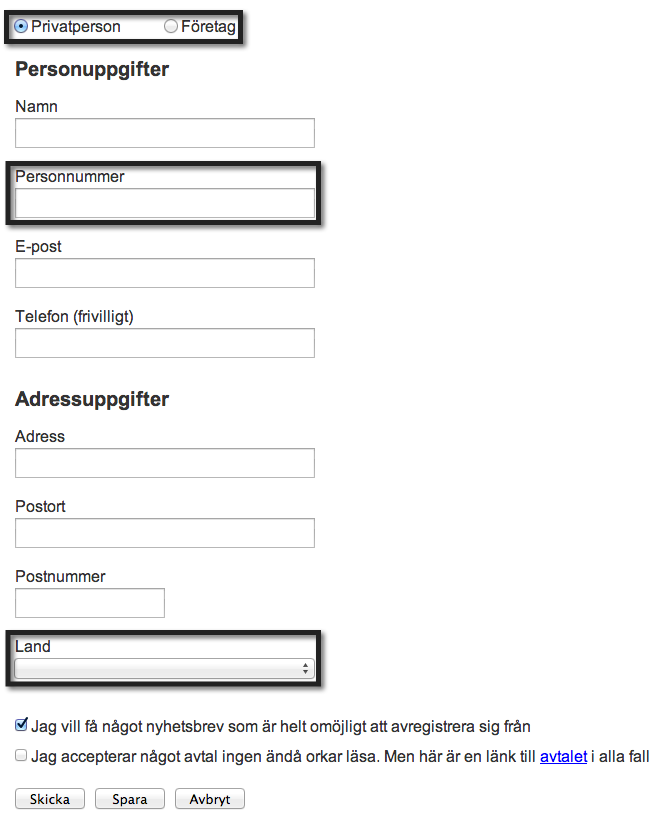 Privatperson Företag
Personuppgifter
Namn
Personnummer
E-post
Telefon (frivilligt)
Adressuppgifter
Adress
Postort
Postnummer
Land
Jag vill få något nyhetsbrev som är helt omöjligt att avregistrera sig från
Jag accepterar något avtal ingen ändå orkar läsa. Men här är en länk till avtalet i alla fall
Skicka Spara Avbryt